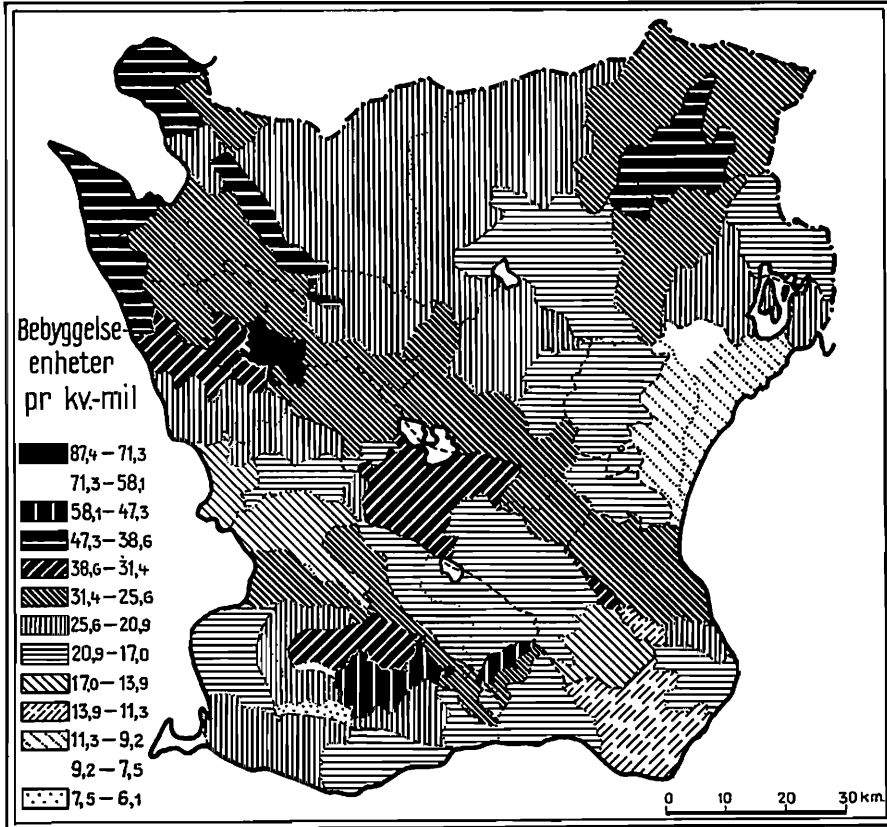 Bebyggelse-
enheter
pr kv.-mil
87,4 – 71,3
71,3 – 58,1
58,1 – 47,3
47,3 – 38,6
38,6 – 31,4
31,4 – 25,6
25,6 – 20,9
20,9 – 17,0
17,0 – 13,9
13,9 – 11,3
11,3 – 9,2
9,2 – 7,5
7,5 – 6,1
0 10 20 30 km.